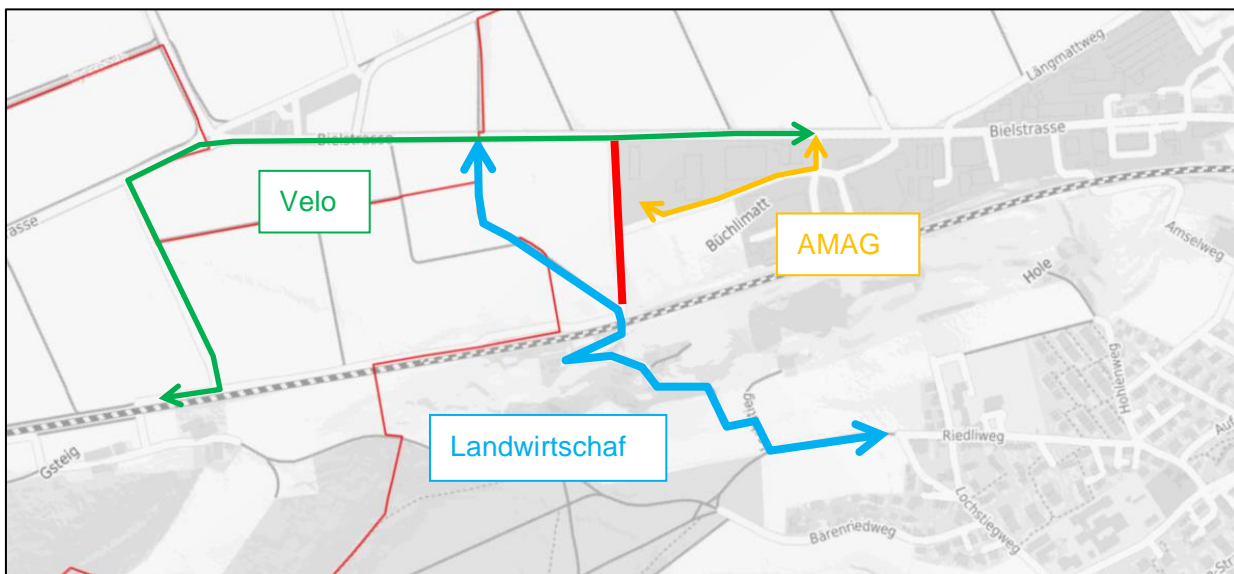 Längmattweg
Bielstrasse
Bielstrasse
asse
Velo
Büchlimatt
AMAG
Amselweg
Hole
Hohlenweg
Landwirtschaf
Gsteig
Riedliweg
Lochstiegweg
Bärenriedweg